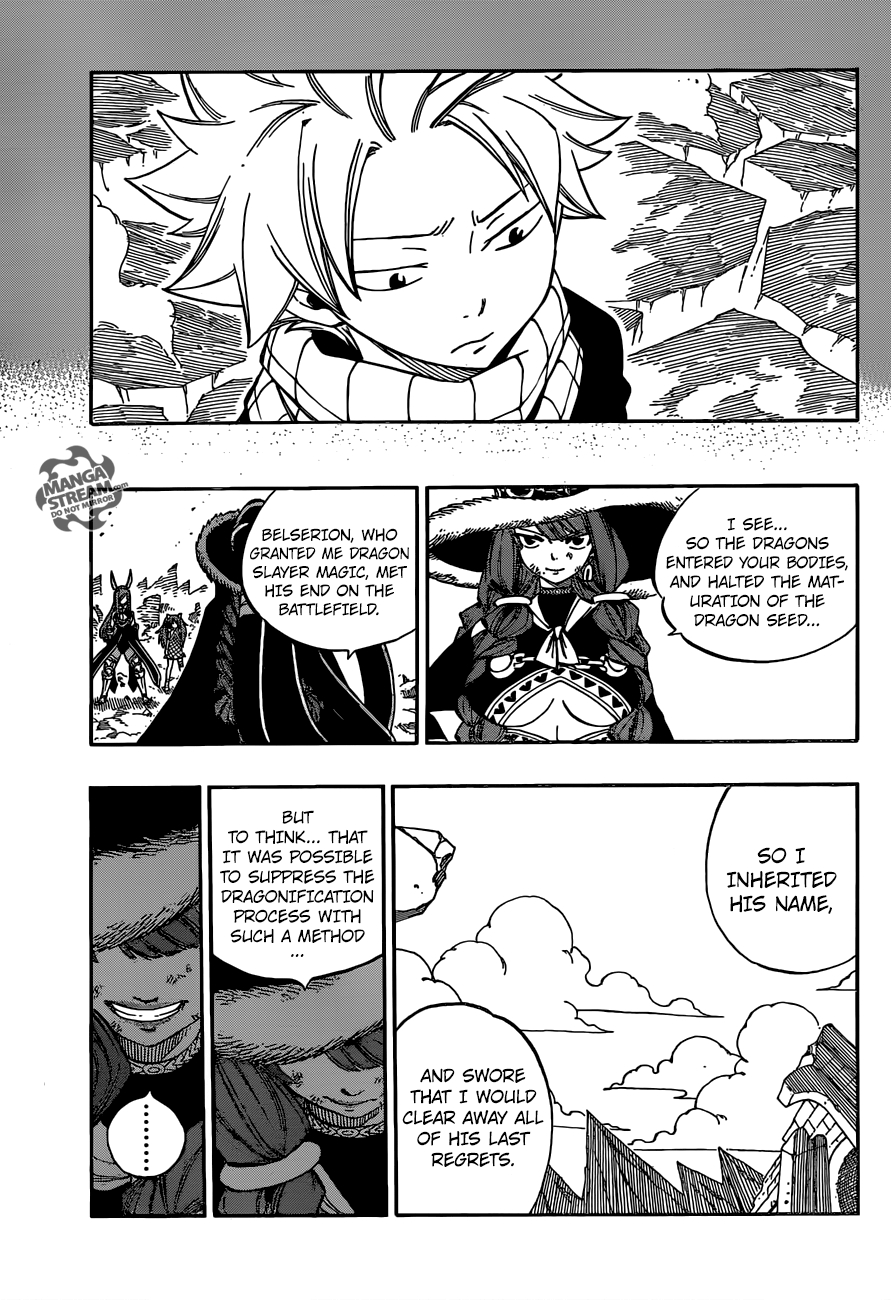 I SEE...
SO THE DRAGONS
ENTERED YOUR BODIES,
AND HALTED THE MAT-
URATION OF THE
DRAGON SEED...
BELSERION, WHO
GRANTED ME DRAGON
SLAYER MAGIC, MET
HIS END ON THE
BATTLEFIELD.
MANGA
STREAM.com
DO NOT MIRROR
SO I
INHERITED
HIS NAME,
AND SWORE
THAT I WOULD
CLEAR AWAY ALL
OF HIS LAST
REGRETS.
BUT
TO THINK... THAT
IT WAS POSSIBLE
TO SUPPRESS THE
DRAGONIFICATION
PROCESS WITH
SUCH A METHOD
...
.........